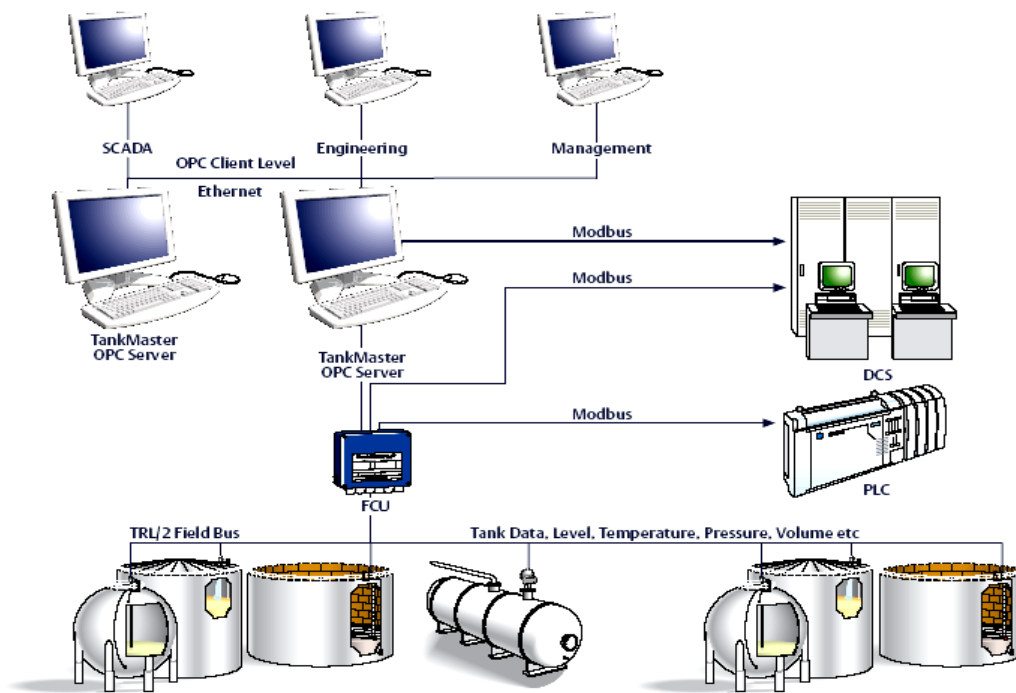 SCADA
Engineering
Management
OPC Client Level
Ethernet
Modbus
Modbus
TankMaster
OPC Server
TankMaster
OPC Server
DCS
Modbus
PLC
FCU
TRL/2 Field Bus
Tank Data, Level, Temperature, Pressure, Volume etc